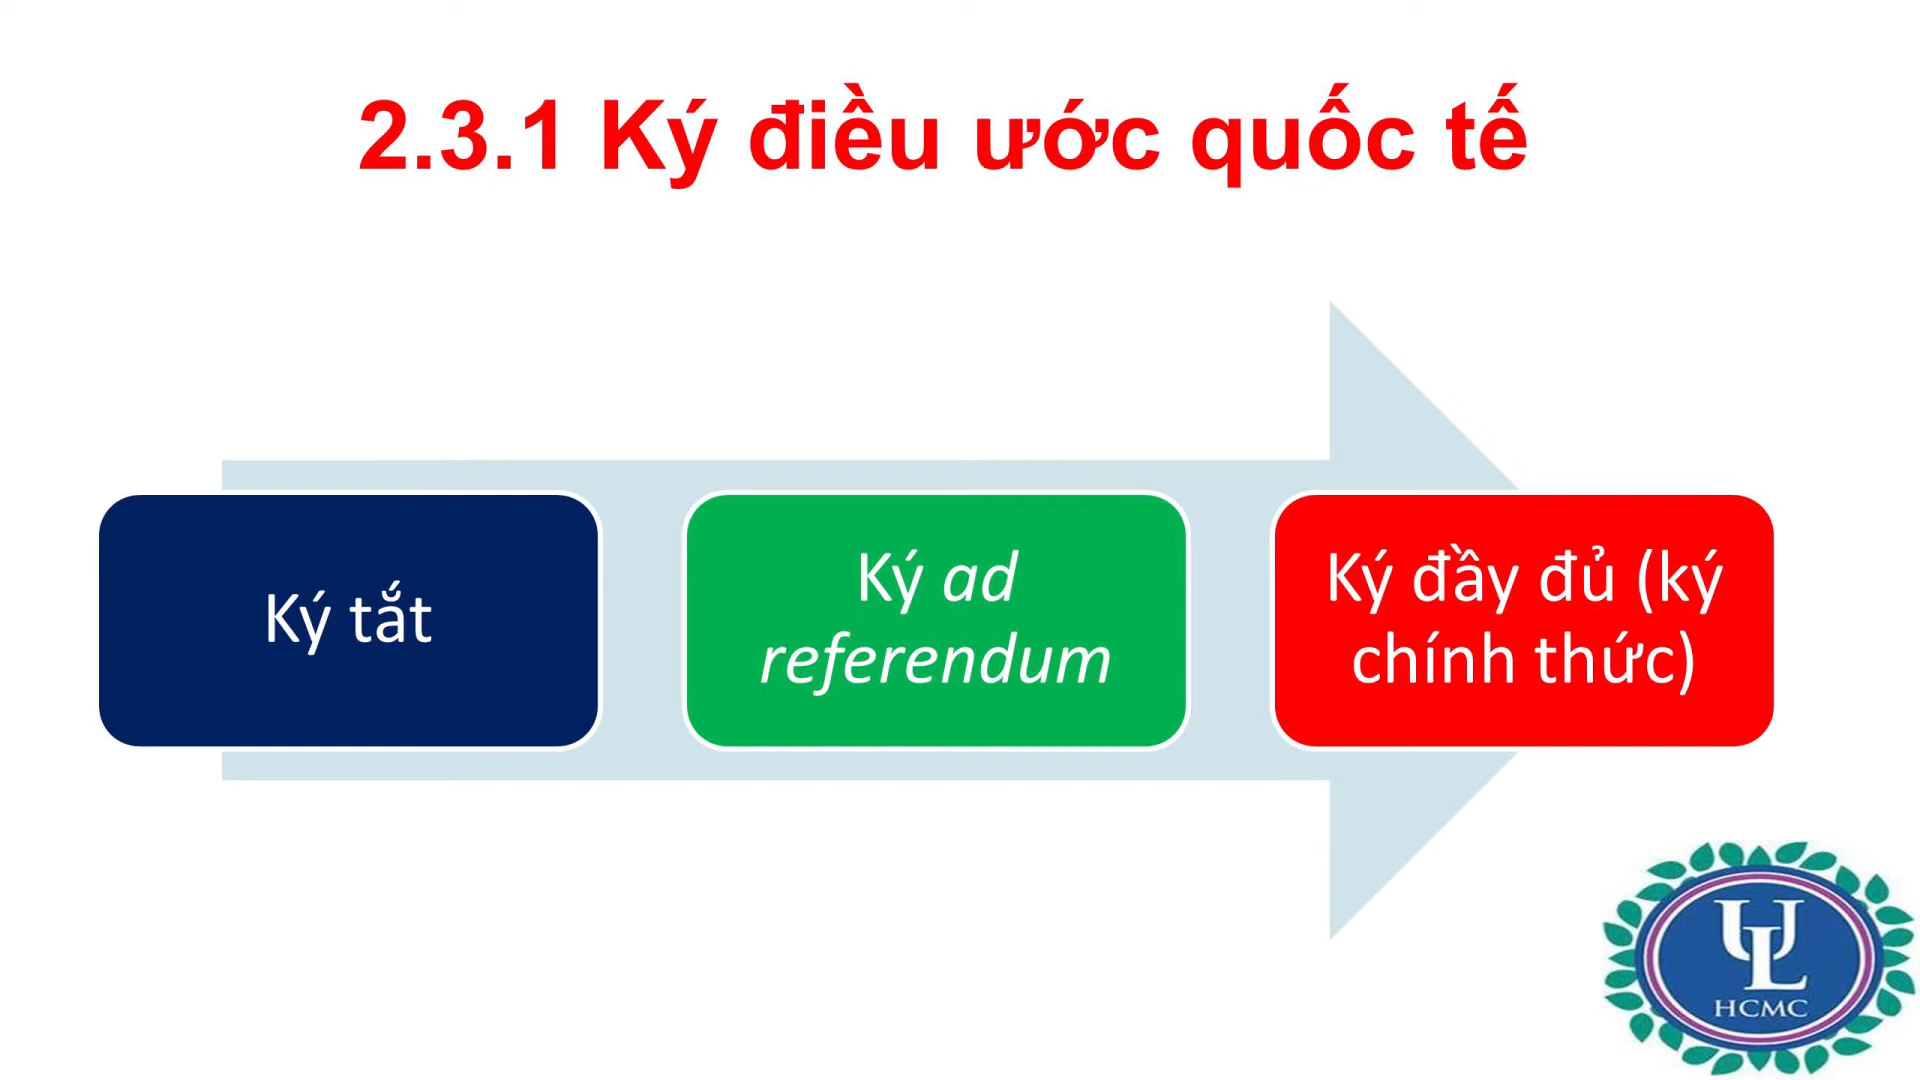 2.3.1 Ký điều ước quốc tế
Ký tắt
Ký ad
referendum
Ký đầy đủ (ký
chính thức)
UL
HCMC